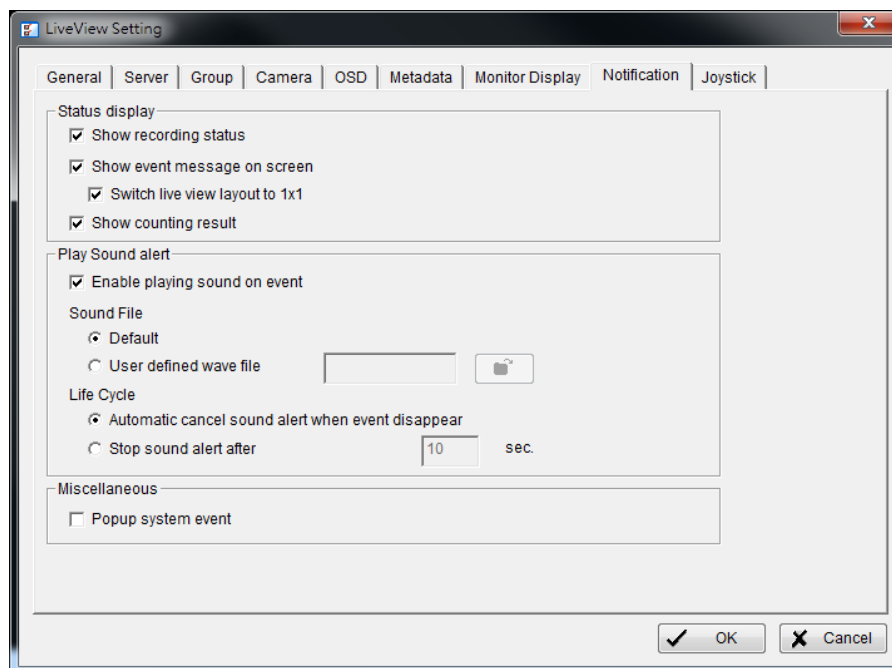 LiveView Setting
General Server Group Camera OSD Metadata Monitor Display Notification Joystick
Status display
Show recording status
Show event message on screen
Switch live view layout to 1x1
Show counting result
Play Sound alert
Enable playing sound on event
Sound File
Default
User defined wave file
Life Cycle
Automatic cancel sound alert when event disappear
Stop sound alert after 10 sec.
Miscellaneous
Popup system event
OK Cancel